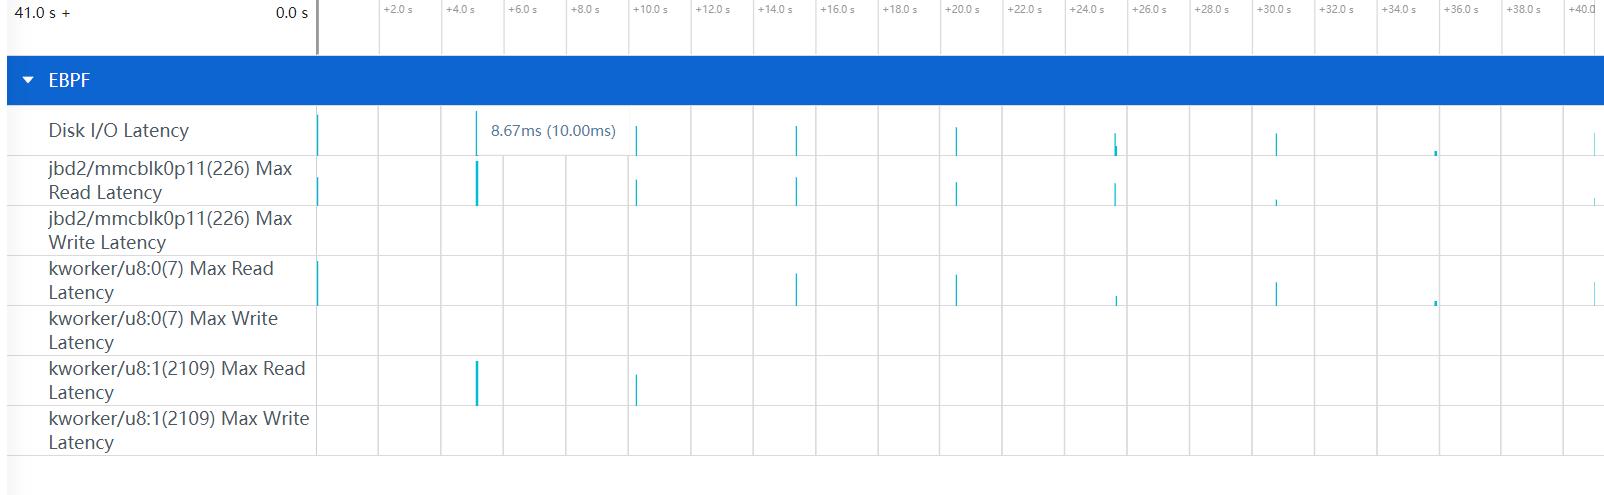 41.0 s + 0.0 s +2.0 s +4.0 s +6.0 s +8.0 s +10.0 s +12.0 s +14.0 s +16.0 s +18.0 s +20.0 s +22.0 s +24.0 s +26.0 s +28.0 s +30.0 s +32.0 s +34.0 s +36.0 s +38.0 s +40.0
EBPF
Disk I/O Latency 8.67ms (10.00ms)
jbd2/mmcblk0p11(226) Max
Read Latency
jbd2/mmcblk0p11(226) Max
Write Latency
kworker/u8:0(7) Max Read
Latency
kworker/u8:0(7) Max Write
Latency
kworker/u8:1(2109) Max Read
Latency
kworker/u8:1(2109) Max Write
Latency